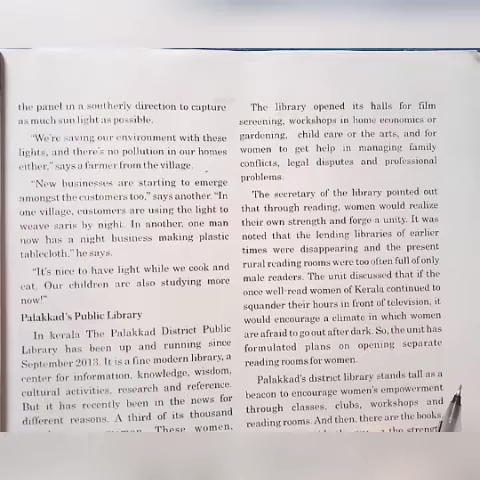 the panel in a southerly direction to capture
as much sun light as possible.
"We're saving our environment with these
lights, and there's no pollution in our homes
either," says a farmer from the village.
"New businesses are starting to emerge
amongst the customers too," says another. "In
one village, customers are using the light to
weave saris by night. In another, one man
now has a night business making plastic
tablecloth," he says.
"It's nice to have light while we cook and
eat. Our children are also studying more
now!"
Palakkad's Public Library
In kerala The Palakkad District Public
Library has been up and running since
September 2013. It is a fine modern library, a
center for information, knowledge, wisdom,
cultural activities, research and reference.
But it has recently been in the news for
different reasons. A third of its thousand
These women,
The library opened its halls for film
screening, workshops in home economics or
gardening, child care or the arts, and for
women to get help in managing family
conflicts, legal disputes and professional
problems.
The secretary of the library pointed out
that through reading, women would realize
their own strength and forge a unity. It was
noted that the lending libraries of earlier
times were disappearing and the present
rural reading rooms were too often full of only
male readers. The unit discussed that if the
once well-read women of Kerala continued to
squander their hours in front of television, it
would encourage a climate in which women
are afraid to go out after dark. So, the unit has
formulated plans on opening separate
reading rooms for women.
Palakkad's district library stands tall as a
beacon to encourage women's empowerment
through classes, clubs, workshops and
reading rooms. And then, there are the books,
the strengt